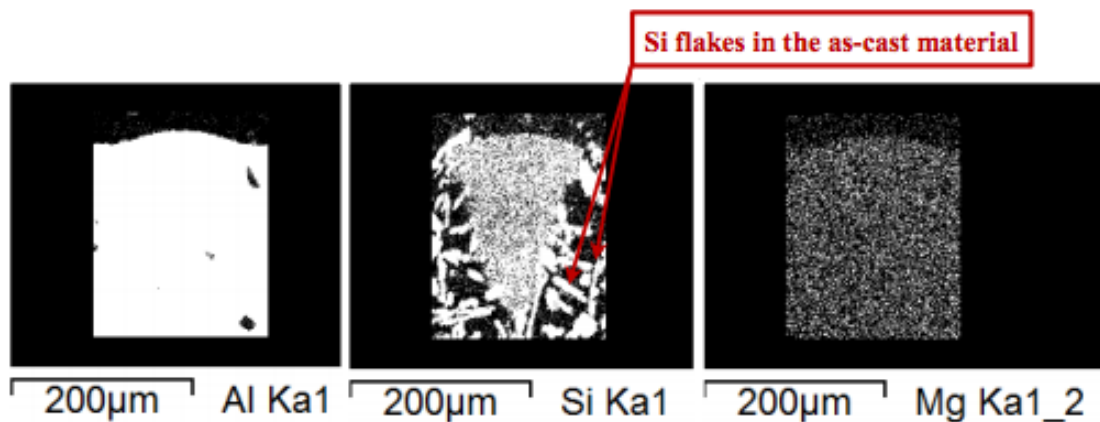 Si flakes in the as-cast material
200µm Al Ka1
200µm Si Ka1
200µm Mg Ka1_2